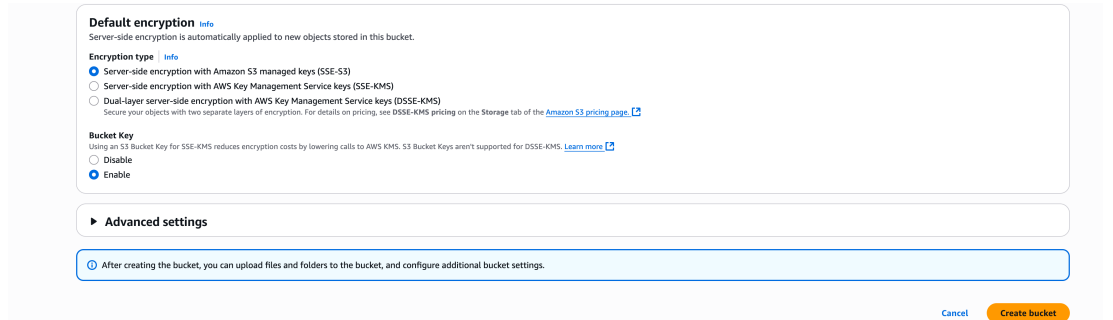 Default encryption Info
Server-side encryption is automatically applied to new objects stored in this bucket.
Encryption type Info
Server-side encryption with Amazon S3 managed keys (SSE-S3)
Server-side encryption with AWS Key Management Service keys (SSE-KMS)
Dual-layer server-side encryption with AWS Key Management Service keys (DSSE-KMS)
Secure your objects with two separate layers of encryption. For details on pricing, see DSSE-KMS pricing on the Storage tab of the Amazon S3 pricing page.
Bucket Key
Using an S3 Bucket Key for SSE-KMS reduces encryption costs by lowering calls to AWS KMS. S3 Bucket Keys aren't supported for DSSE-KMS. Learn more
Disable
Enable
Advanced settings
After creating the bucket, you can upload files and folders to the bucket, and configure additional bucket settings.
Cancel Create bucket